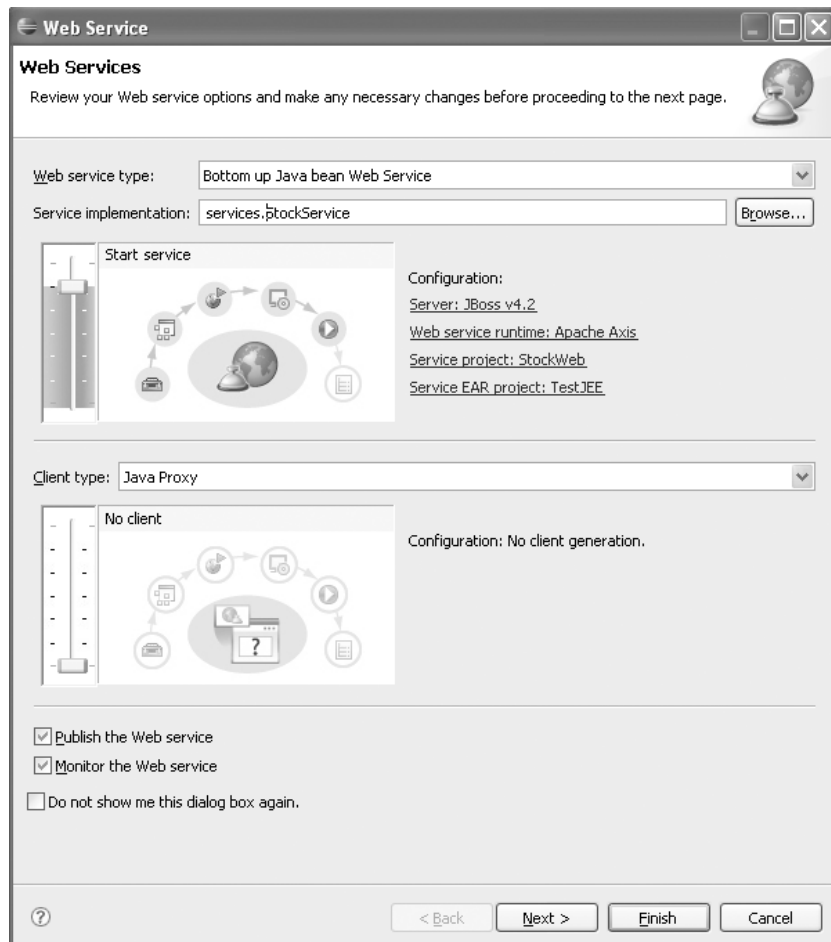 Web Service
Web Services
Review your Web service options and make any necessary changes before proceeding to the next page.
Web service type: Bottom up Java bean Web Service
Service implementation: services.StockService Browse...
Start service
Configuration:
Server: JBoss v4.2
Web service runtime: Apache Axis
Service project: StockWeb
Service EAR project: TestJEE
Client type: Java Proxy
No client
Configuration: No client generation.
?
Publish the Web service
Monitor the Web service
Do not show me this dialog box again.
? < Back Next > Finish Cancel